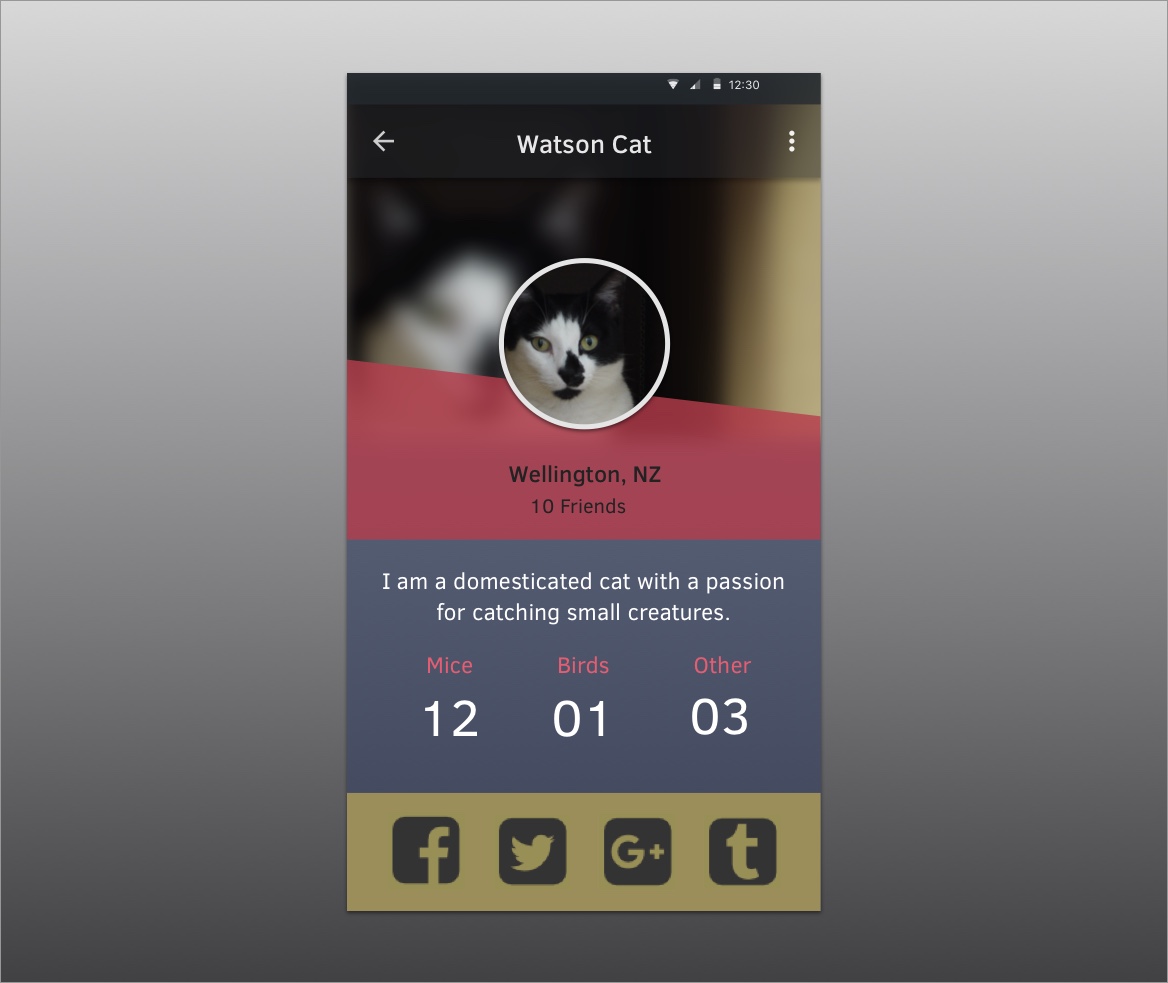 12:30
Watson Cat
Wellington, NZ
10 Friends
I am a domesticated cat with a passion
for catching small creatures.
Mice Birds Other
12 01 03
f G+ t